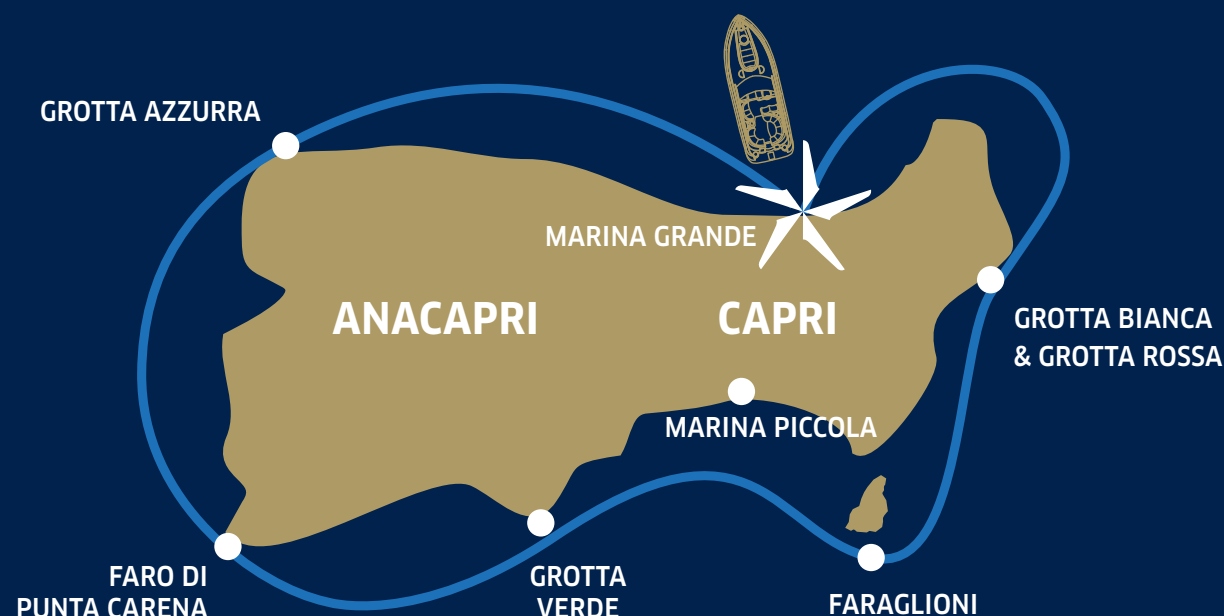 GROTTA AZZURRA
MARINA GRANDE
ANACAPRI
CAPRI
GROTTA BIANCA
& GROTTA ROSSA
MARINA PICCOLA
FARO DI
PUNTA CARENA
GROTTA
VERDE
FARAGLIONI